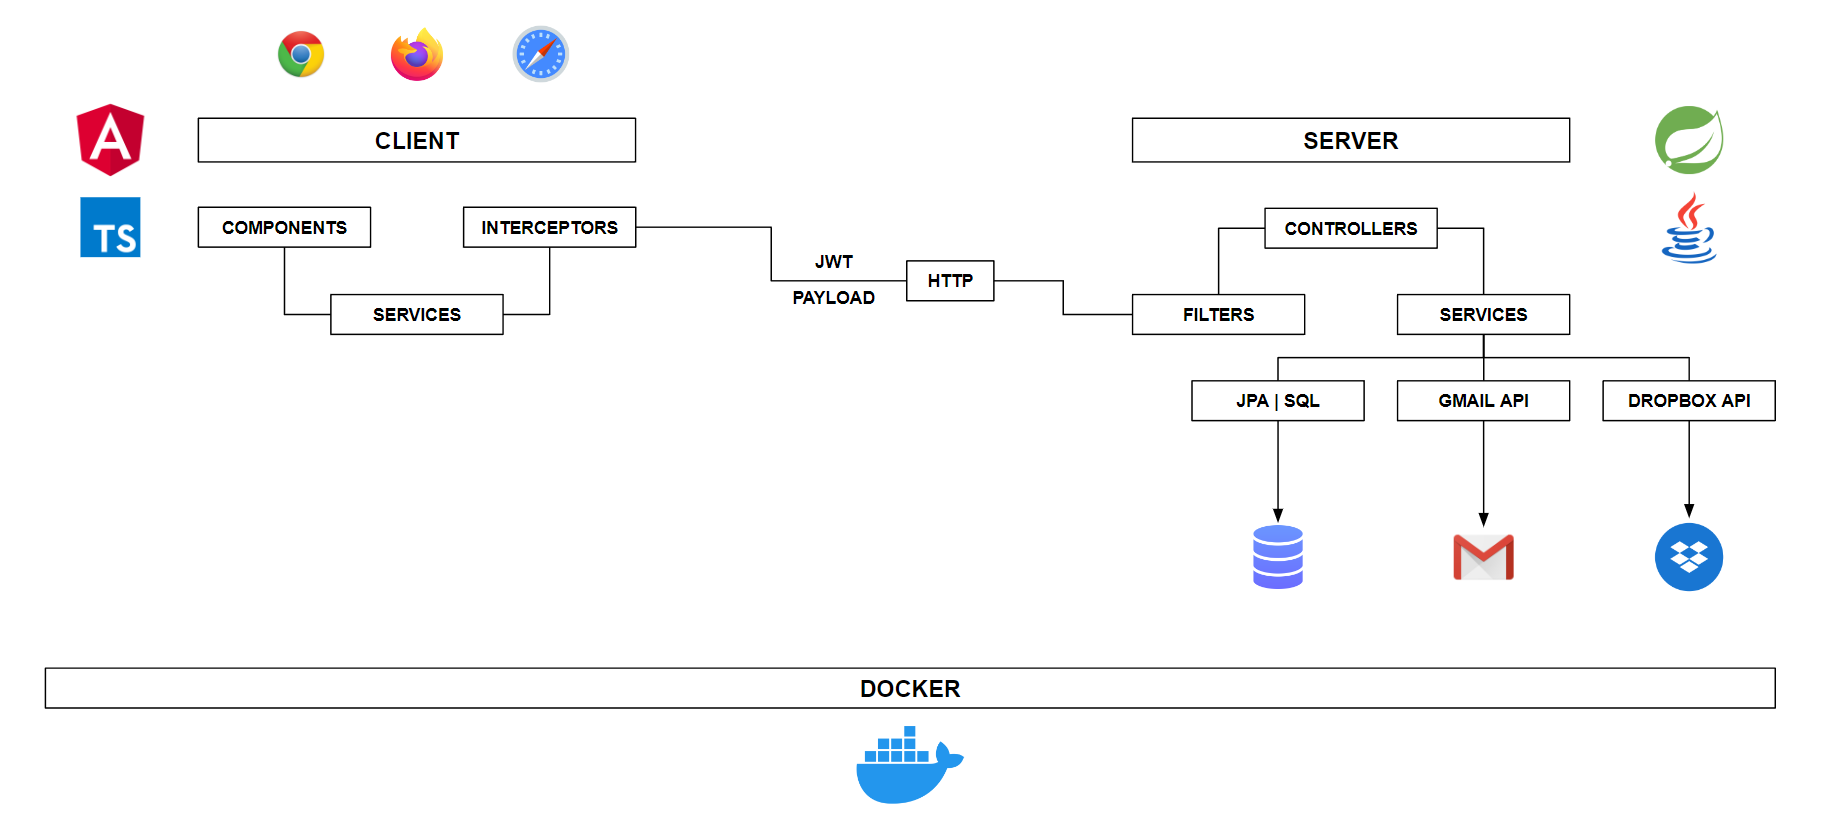 CLIENT
SERVER
TS
COMPONENTS
INTERCEPTORS
CONTROLLERS
JWT
HTTP
PAYLOAD
SERVICES
FILTERS
SERVICES
JPA | SQL
GMAIL API
DROPBOX API
DOCKER